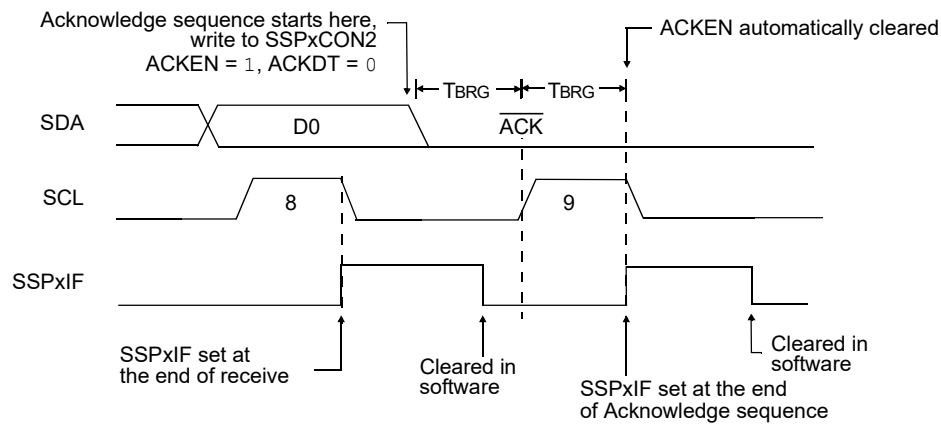 Acknowledge sequence starts here,
write to SSPxCON2
ACKEN = 1, ACKDT = 0
ACKEN automatically cleared
TBRG
TBRG
SDA
D0
ACK
SCL
8
9
SSPxIF
SSPxIF set at
the end of receive
Cleared in
software
SSPxIF set at the end
of Acknowledge sequence
Cleared in
software